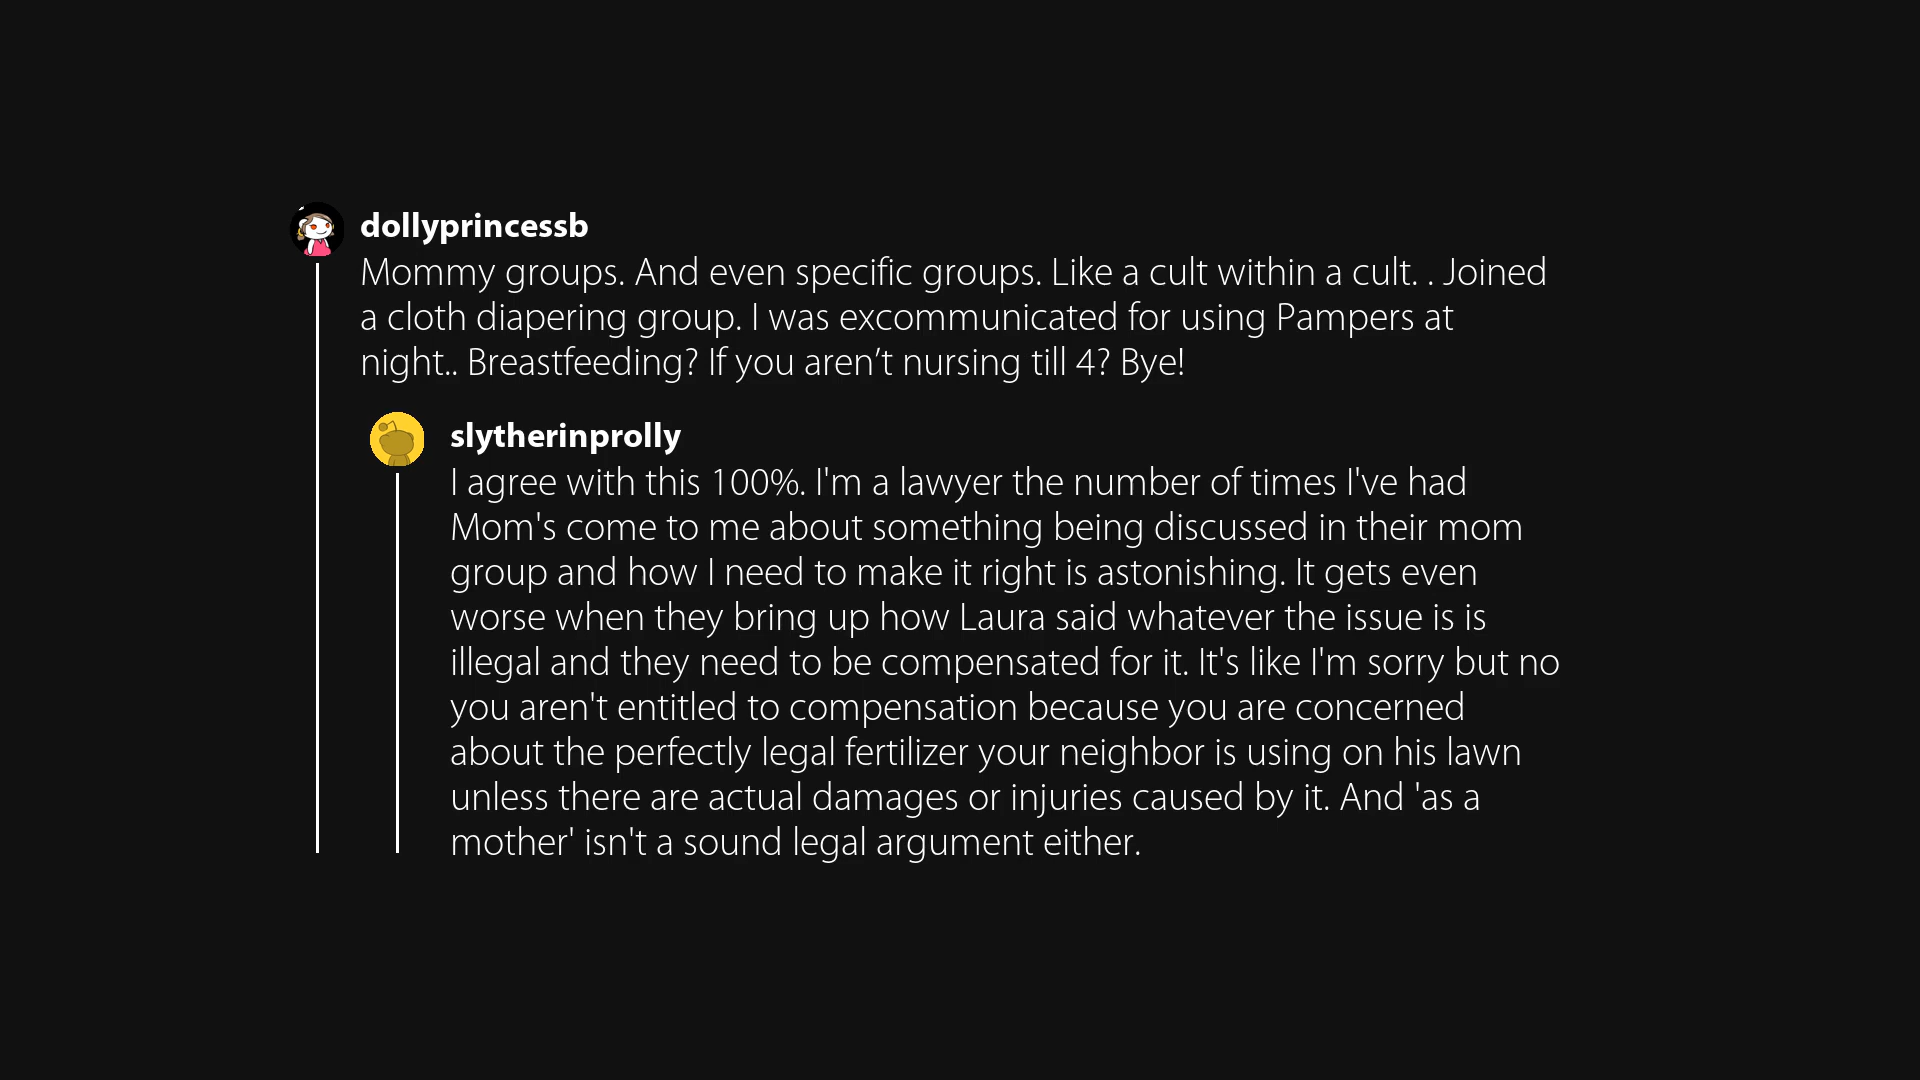 dollyprincessb
Mommy groups. And even specific groups. Like a cult within a cult. . Joined
a cloth diapering group. I was excommunicated for using Pampers at
night.. Breastfeeding? If you aren’t nursing till 4? Bye!
slytherinprolly
I agree with this 100%. I'm a lawyer the number of times I've had
Mom's come to me about something being discussed in their mom
group and how I need to make it right is astonishing. It gets even
worse when they bring up how Laura said whatever the issue is is
illegal and they need to be compensated for it. It's like I'm sorry but no
you aren't entitled to compensation because you are concerned
about the perfectly legal fertilizer your neighbor is using on his lawn
unless there are actual damages or injuries caused by it. And 'as a
mother' isn't a sound legal argument either.